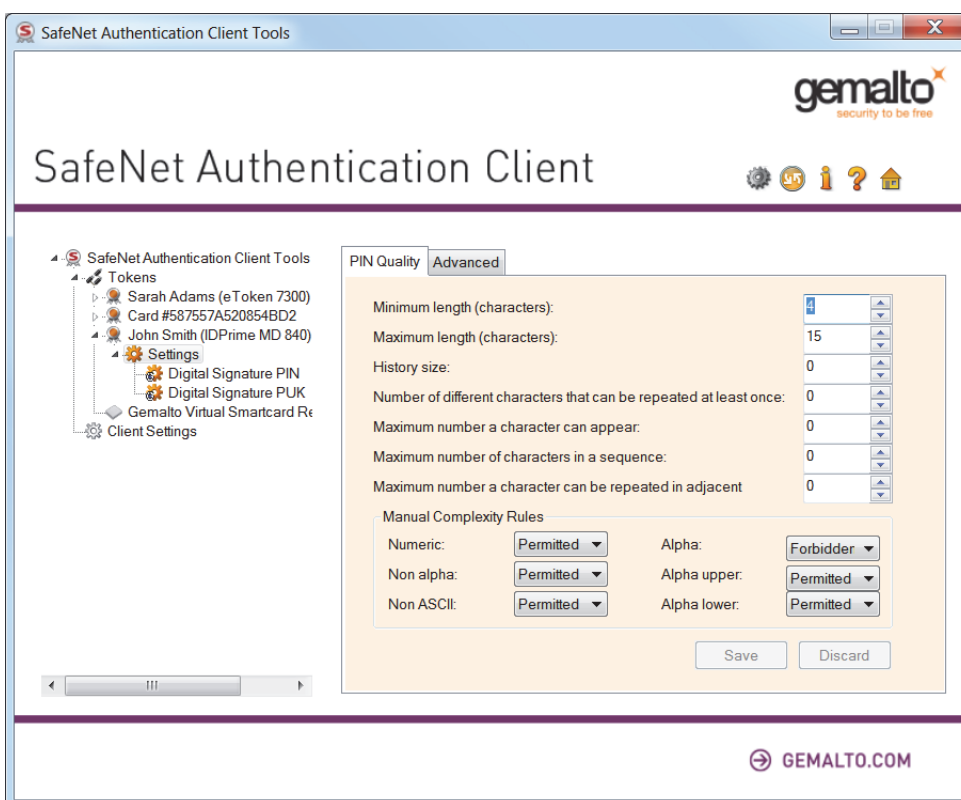 SafeNet Authentication Client Tools
gemalto
security to be free
SafeNet Authentication Client
SafeNet Authentication Client Tools
Tokens
Sarah Adams (eToken 7300)
Card #587557A520854BD2
John Smith (IDPrime MD 840)
Settings
Digital Signature PIN
Digital Signature PUK
Gemalto Virtual Smartcard Re
Client Settings
PIN Quality Advanced
Minimum length (characters): 4
Maximum length (characters): 15
History size: 0
Number of different characters that can be repeated at least once: 0
Maximum number a character can appear: 0
Maximum number of characters in a sequence: 0
Maximum number a character can be repeated in adjacent 0
Manual Complexity Rules
Numeric: Permitted Alpha: Forbidder
Non alpha: Permitted Alpha upper: Permitted
Non ASCII: Permitted Alpha lower: Permitted
Save Discard
GEMALTO.COM